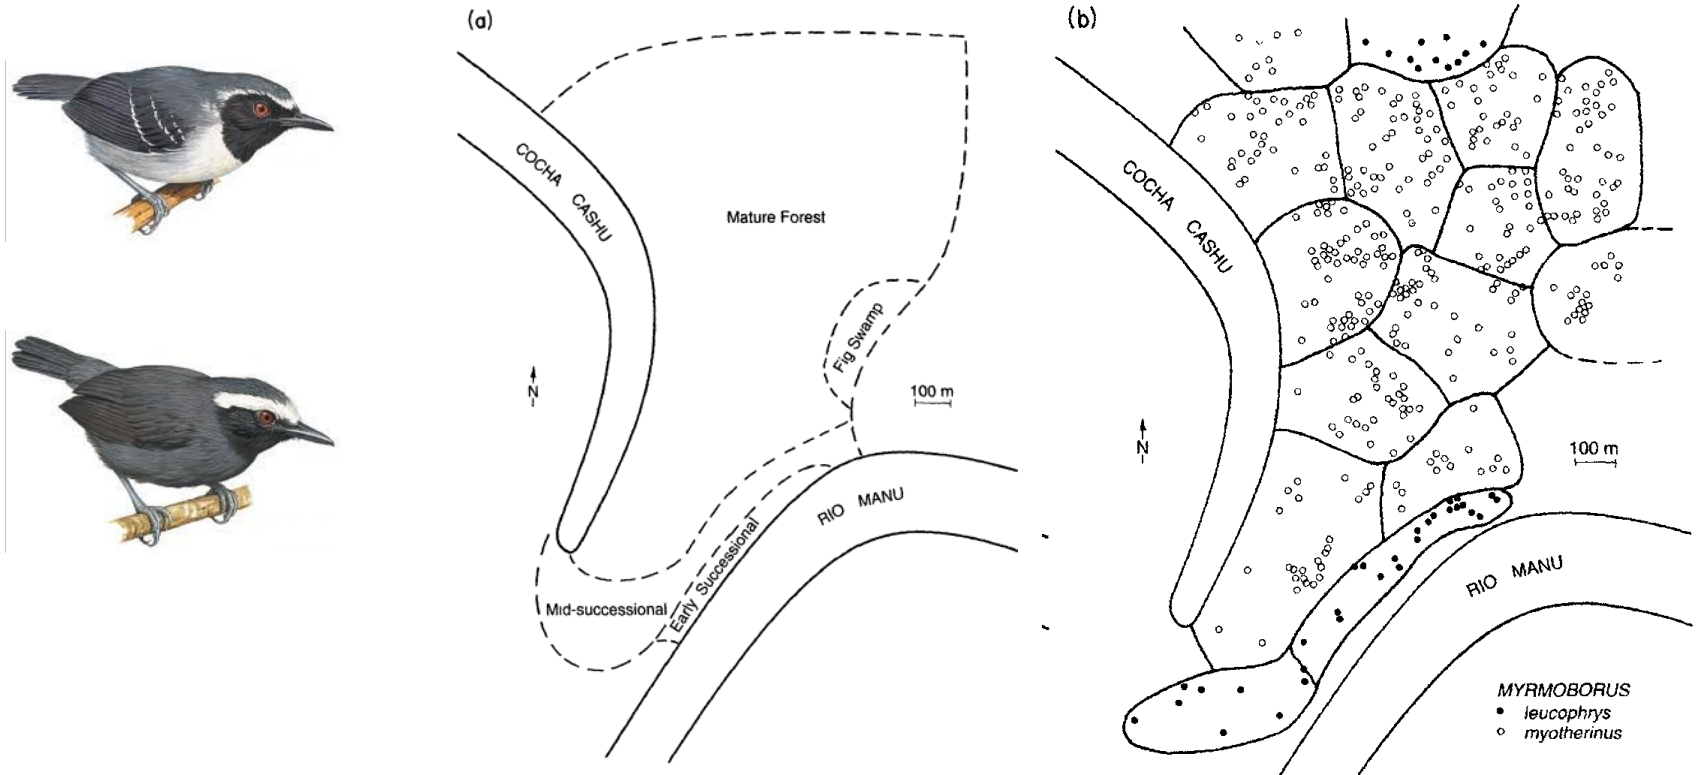 (a)
COCHA CASHU
Mature Forest
Fig Swamp
N
100 m
RIO MANU
Early Successional
Mid-successional
(b)
COCHA CASHU
N
100 m
RIO MANU
MYRMOBORUS
leucophrys
myotherinus